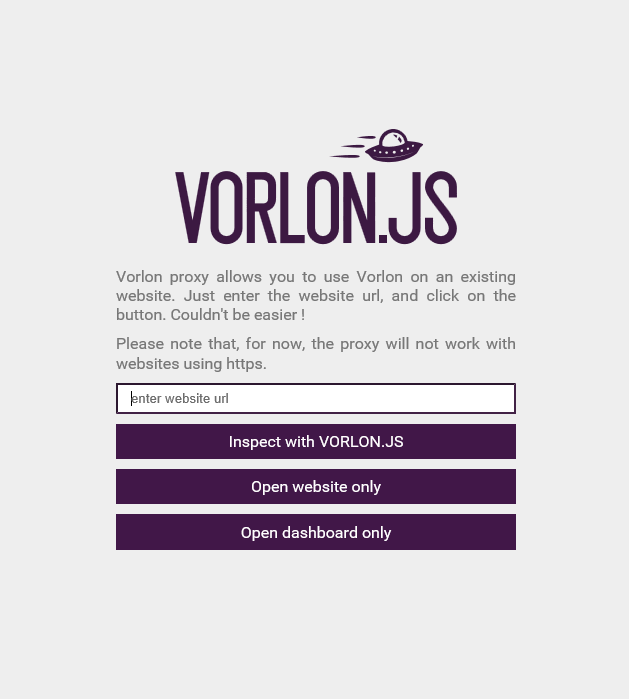 VORLON.JS
Vorlon proxy allows you to use Vorlon on an existing
website. Just enter the website url, and click on the
button. Couldn't be easier !
Please note that, for now, the proxy will not work with
websites using https.
enter website url
Inspect with VORLON.JS
Open website only
Open dashboard only